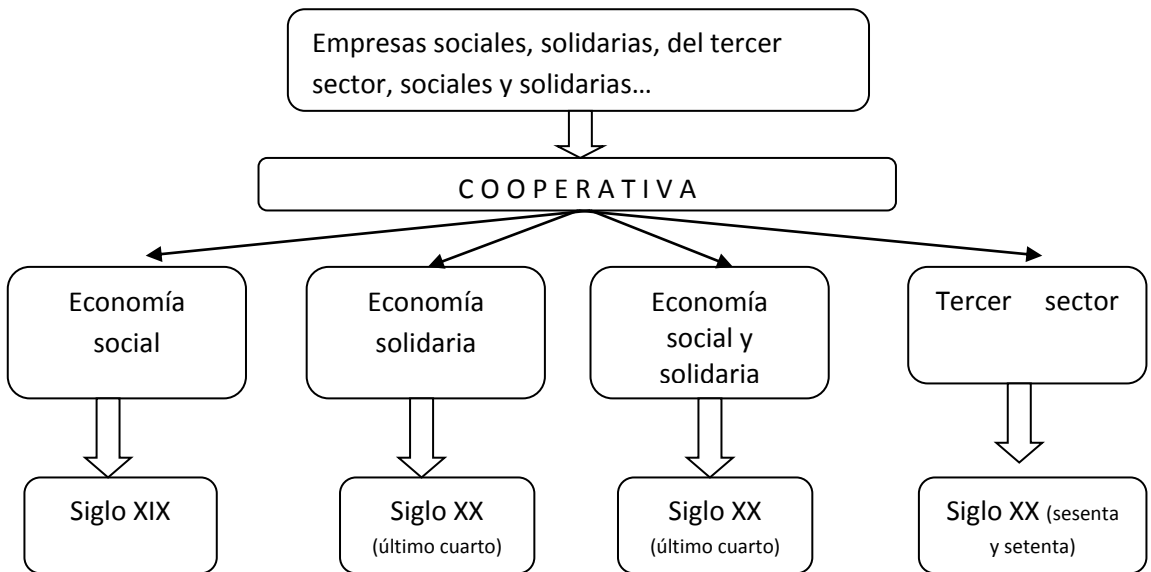 Empresas sociales, solidarias, del tercer
sector, sociales y solidarias…
C O O P E R A T I V A
Economía
social
Economía
solidaria
Economía
social y
solidaria
Tercer sector
Siglo XIX
Siglo XX
(último cuarto)
Siglo XX
(último cuarto)
Siglo XX (sesenta
y setenta)